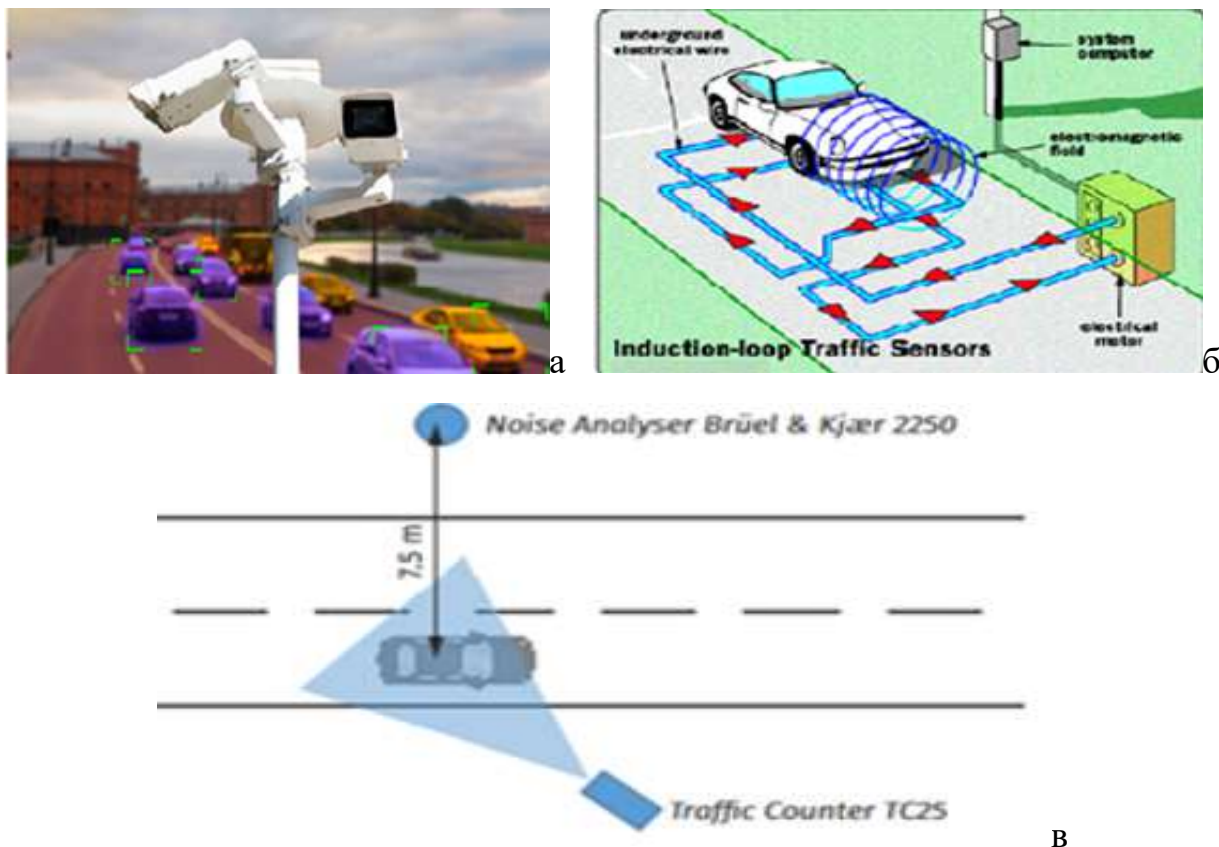 underground
electrical wire
system
computer
electromagnetic
field
electrical
motor
Induction-loop Traffic Sensors
а
б
Noise Analyser Brüel & Kjær 2250
7,5 m
Traffic Counter TC25
в